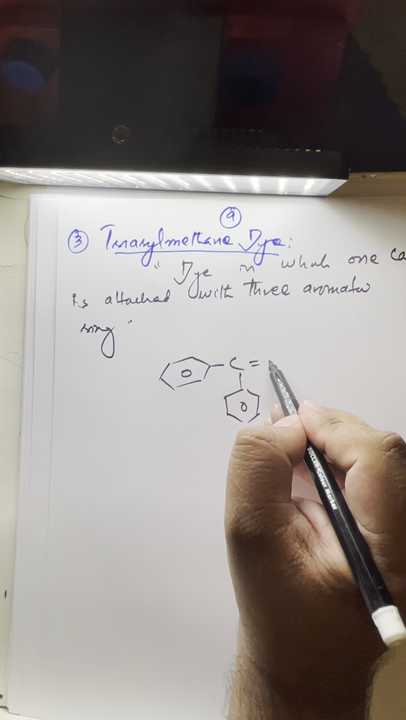 9
③ Triarylmethane Dye:
" Dye in which one ca
is attached with three aromatic
ring "
C =